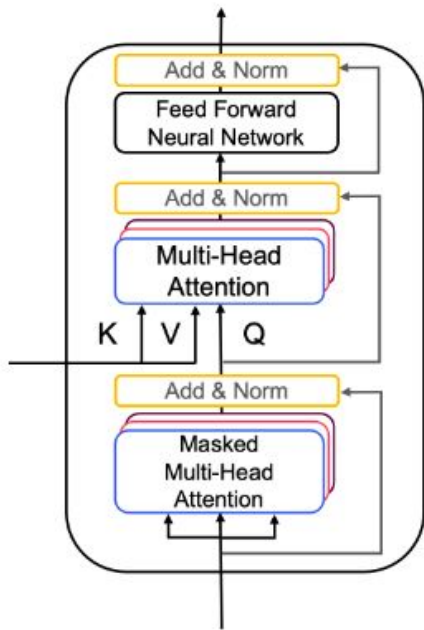 Add & Norm
Feed Forward
Neural Network
Add & Norm
Multi-Head
Attention
K V Q
Add & Norm
Masked
Multi-Head
Attention